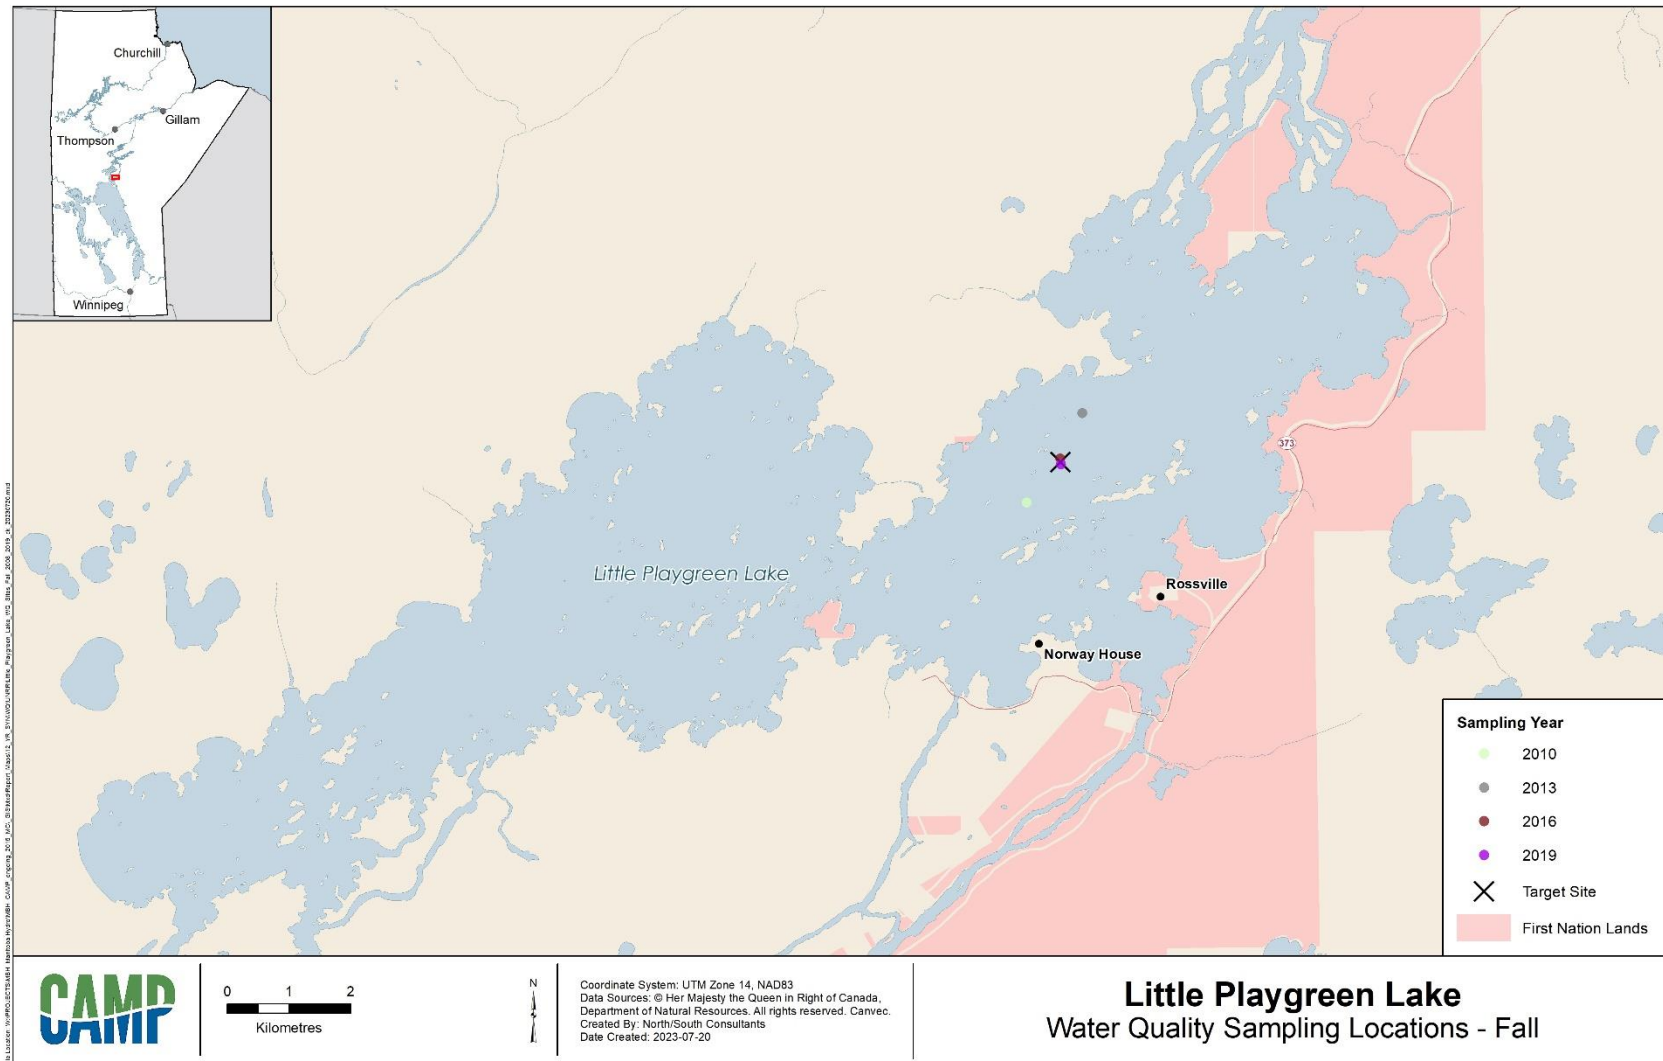 Churchill
Gillam
Thompson
Winnipeg
373
Little Playgreen Lake
Rossville
Norway House
Sampling Year
2010
2013
2016
2019
Target Site
First Nation Lands
CAMP
0 1 2
Kilometres
N
Coordinate System: UTM Zone 14, NAD83
Data Sources: © Her Majesty the Queen in Right of Canada,
Department of Natural Resources. All rights reserved. Canvec.
Created By: North/South Consultants
Date Created: 2023-07-20
Little Playgreen Lake
Water Quality Sampling Locations - Fall